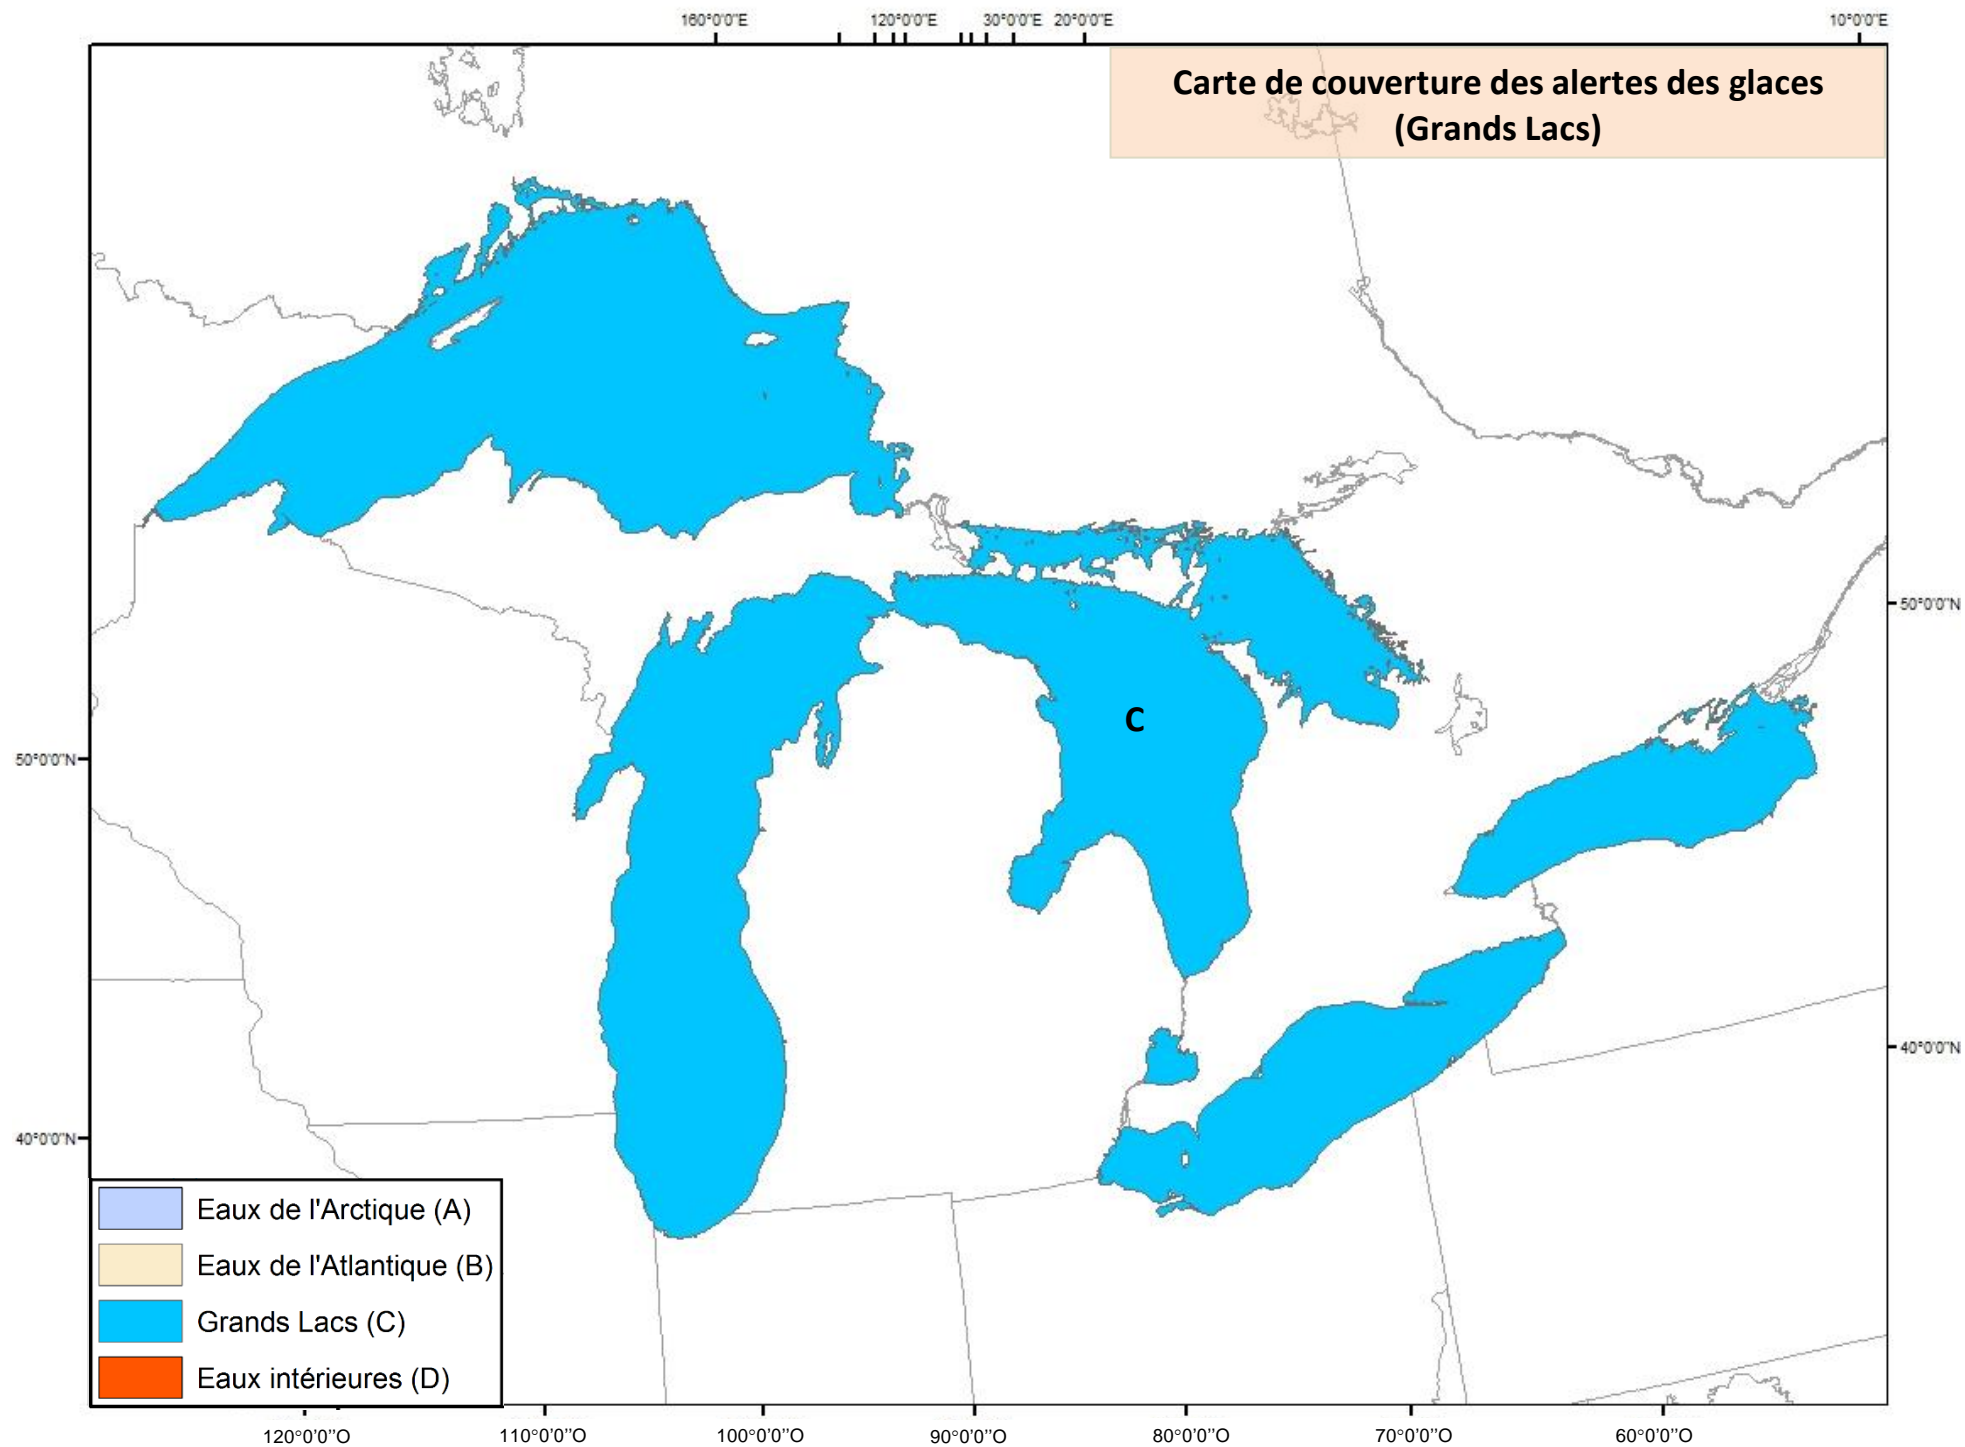 160°0'0"E 120°0'0"E 30°0'0"E 20°0'0"E 10°0'0"E
Carte de couverture des alertes des glaces
(Grands Lacs)
50°0'0"N
C
50°0'0"N
40°0'0"N
40°0'0"N
Eaux de l'Arctique (A)
Eaux de l'Atlantique (B)
Grands Lacs (C)
Eaux intérieures (D)
120°0'0"O 110°0'0"O 100°0'0"O 90°0'0"O 80°0'0"O 70°0'0"O 60°0'0"O